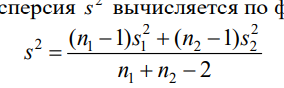 сперсия s² вычисляется по ф
s² = ((n₁ − 1)s₁² + (n₂ − 1)s₂²) / (n₁ + n₂ − 2)